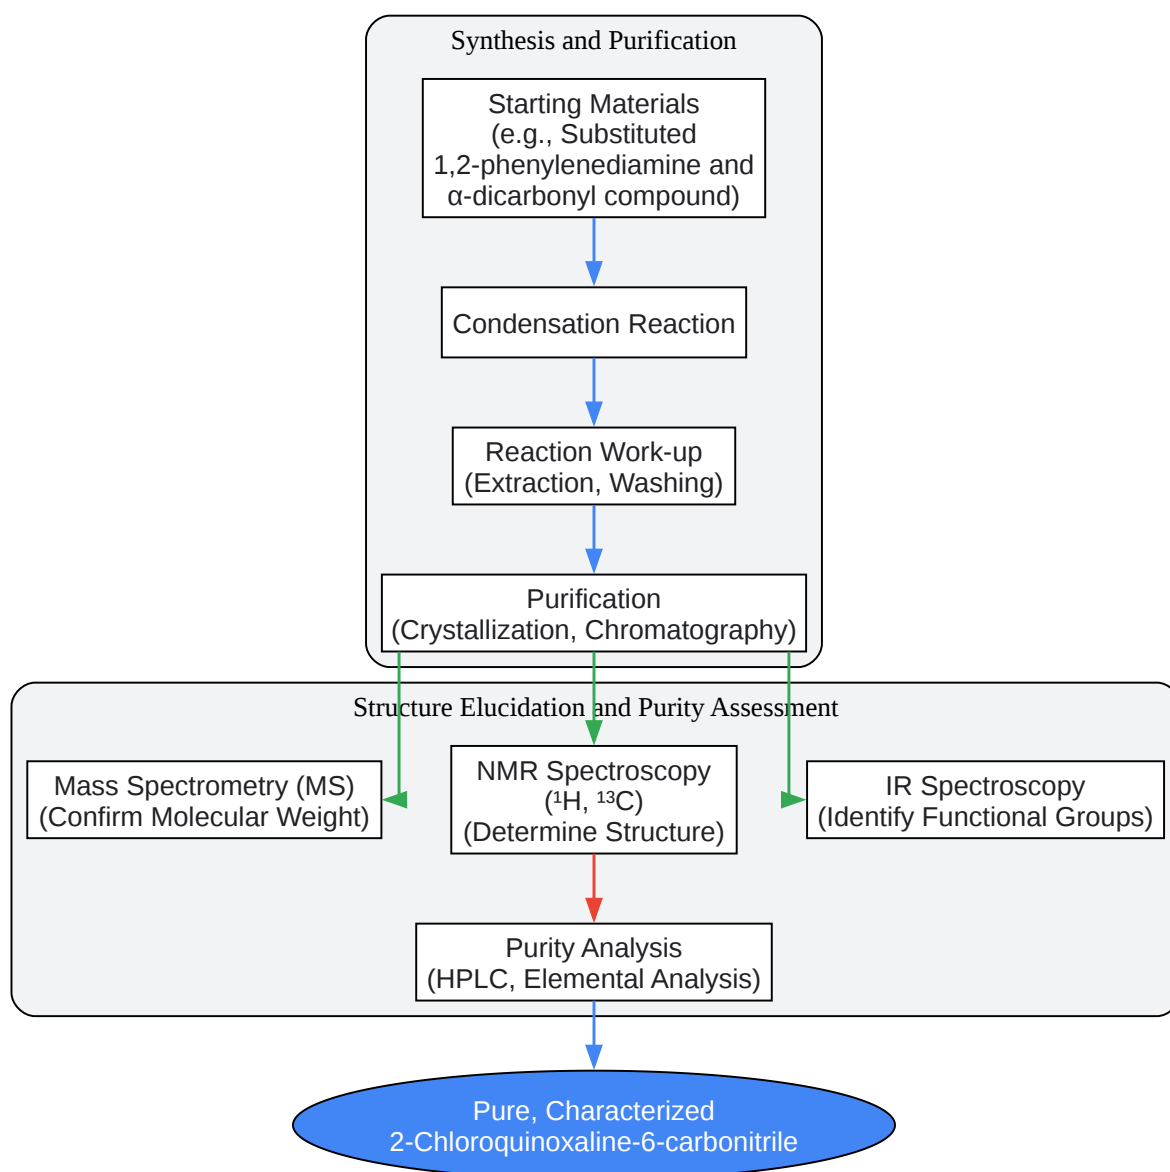 Synthesis and Purification
Starting Materials
(e.g., Substituted
1,2-phenylenediamine and
α-dicarbonyl compound)
Condensation Reaction
Reaction Work-up
(Extraction, Washing)
Purification
(Crystallization, Chromatography)
Structure Elucidation and Purity Assessment
Mass Spectrometry (MS)
(Confirm Molecular Weight)
NMR Spectroscopy
(¹H, ¹³C)
(Determine Structure)
IR Spectroscopy
(Identify Functional Groups)
Purity Analysis
(HPLC, Elemental Analysis)
Pure, Characterized
2-Chloroquinoxaline-6-carbonitrile